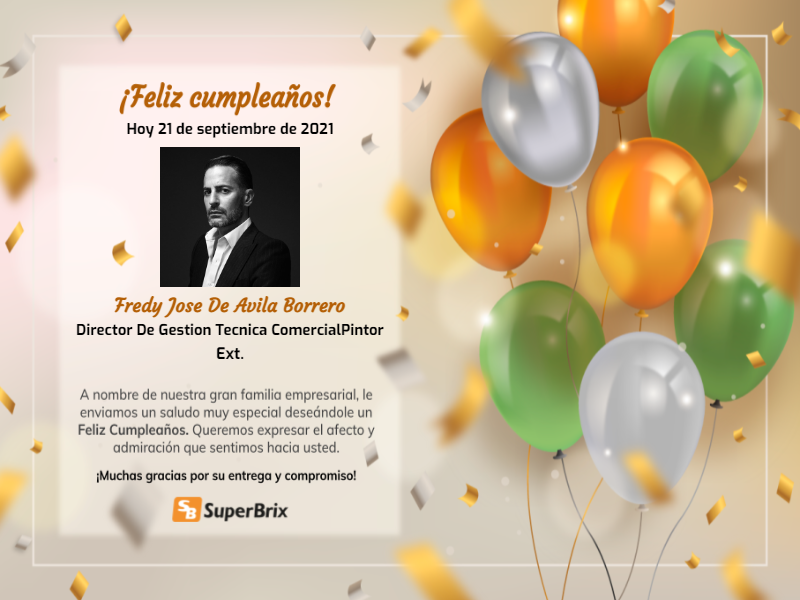 ¡Feliz cumpleaños!
Hoy 21 de septiembre de 2021
Fredy Jose De Avila Borrero
Director De Gestion Tecnica ComercialPintor
Ext.
A nombre de nuestra gran familia empresarial, le
enviamos un saludo muy especial deseándole un
Feliz Cumpleaños. Queremos expresar el afecto y
admiración que sentimos hacia usted.
¡Muchas gracias por su entrega y compromiso!
SB SuperBrix